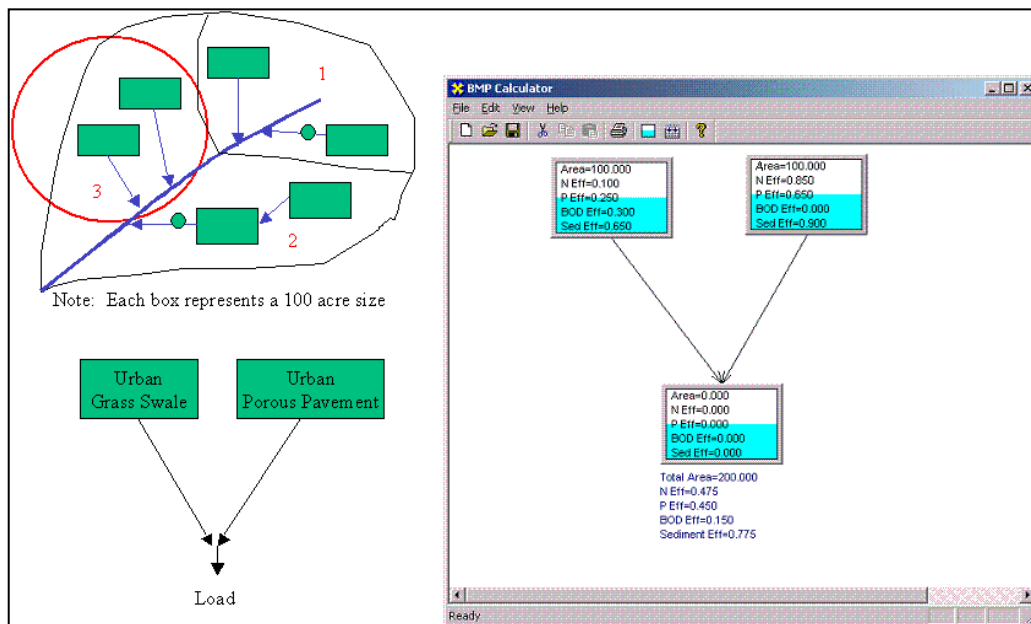 1
3
2
Note: Each box represents a 100 acre size
Urban
Grass Swale
Urban
Porous Pavement
Load
BMP Calculator
File Edit View Help
Area=100.000
N Eff=0.100
P Eff=0.250
BOD Eff=0.300
Sed Eff=0.650
Area=100.000
N Eff=0.850
P Eff=0.650
BOD Eff=0.000
Sed Eff=0.900
Area=0.000
N Eff=0.000
P Eff=0.000
BOD Eff=0.000
Sed Eff=0.000
Total Area=200.000
N Eff=0.475
P Eff=0.450
BOD Eff=0.150
Sediment Eff=0.775
Ready